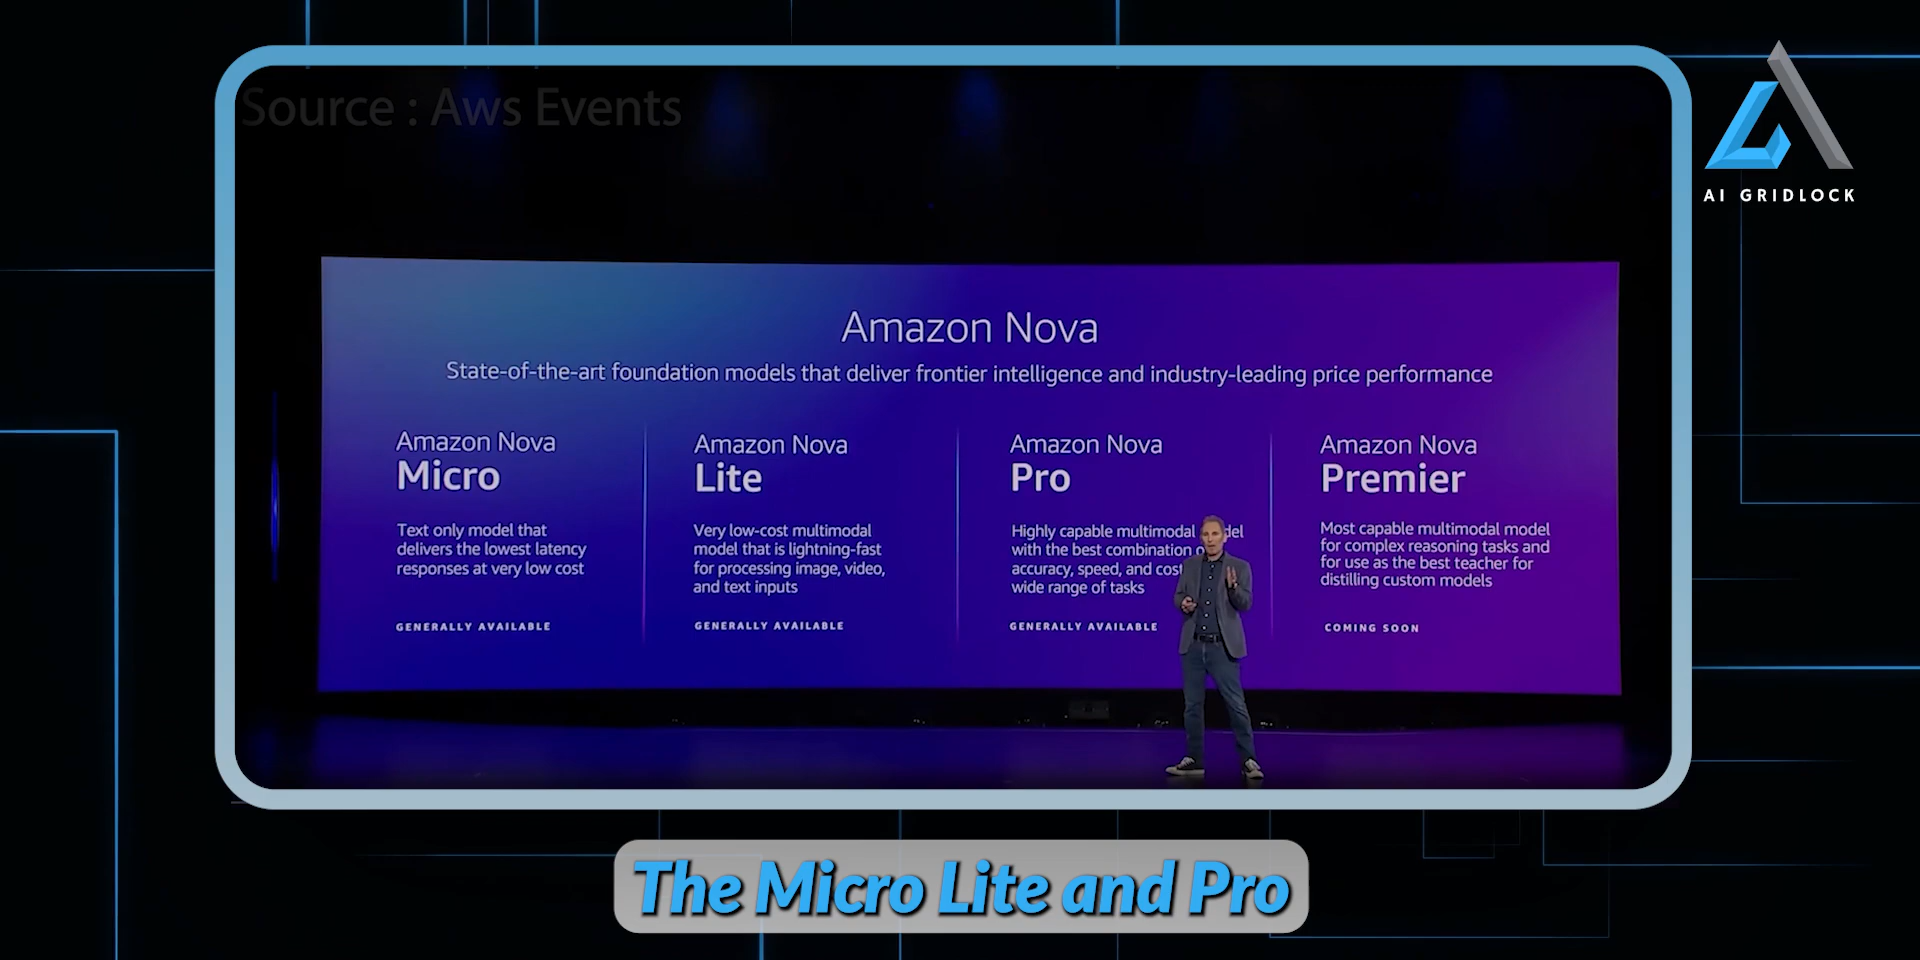 Source : Aws Events
AI GRIDLOCK
Amazon Nova
State-of-the-art foundation models that deliver frontier intelligence and industry-leading price performance
Amazon Nova
Micro
Text only model that
delivers the lowest latency
responses at very low cost
GENERALLY AVAILABLE
Amazon Nova
Lite
Very low-cost multimodal
model that is lightning-fast
for processing image, video,
and text inputs
GENERALLY AVAILABLE
Amazon Nova
Pro
Highly capable multimodal
with the best combination
accuracy, speed, and cost
wide range of tasks
GENERALLY AVAILABLE
Amazon Nova
Premier
Most capable multimodal model
for complex reasoning tasks and
for use as the best teacher for
distilling custom models
COMING SOON
The Micro Lite and Pro